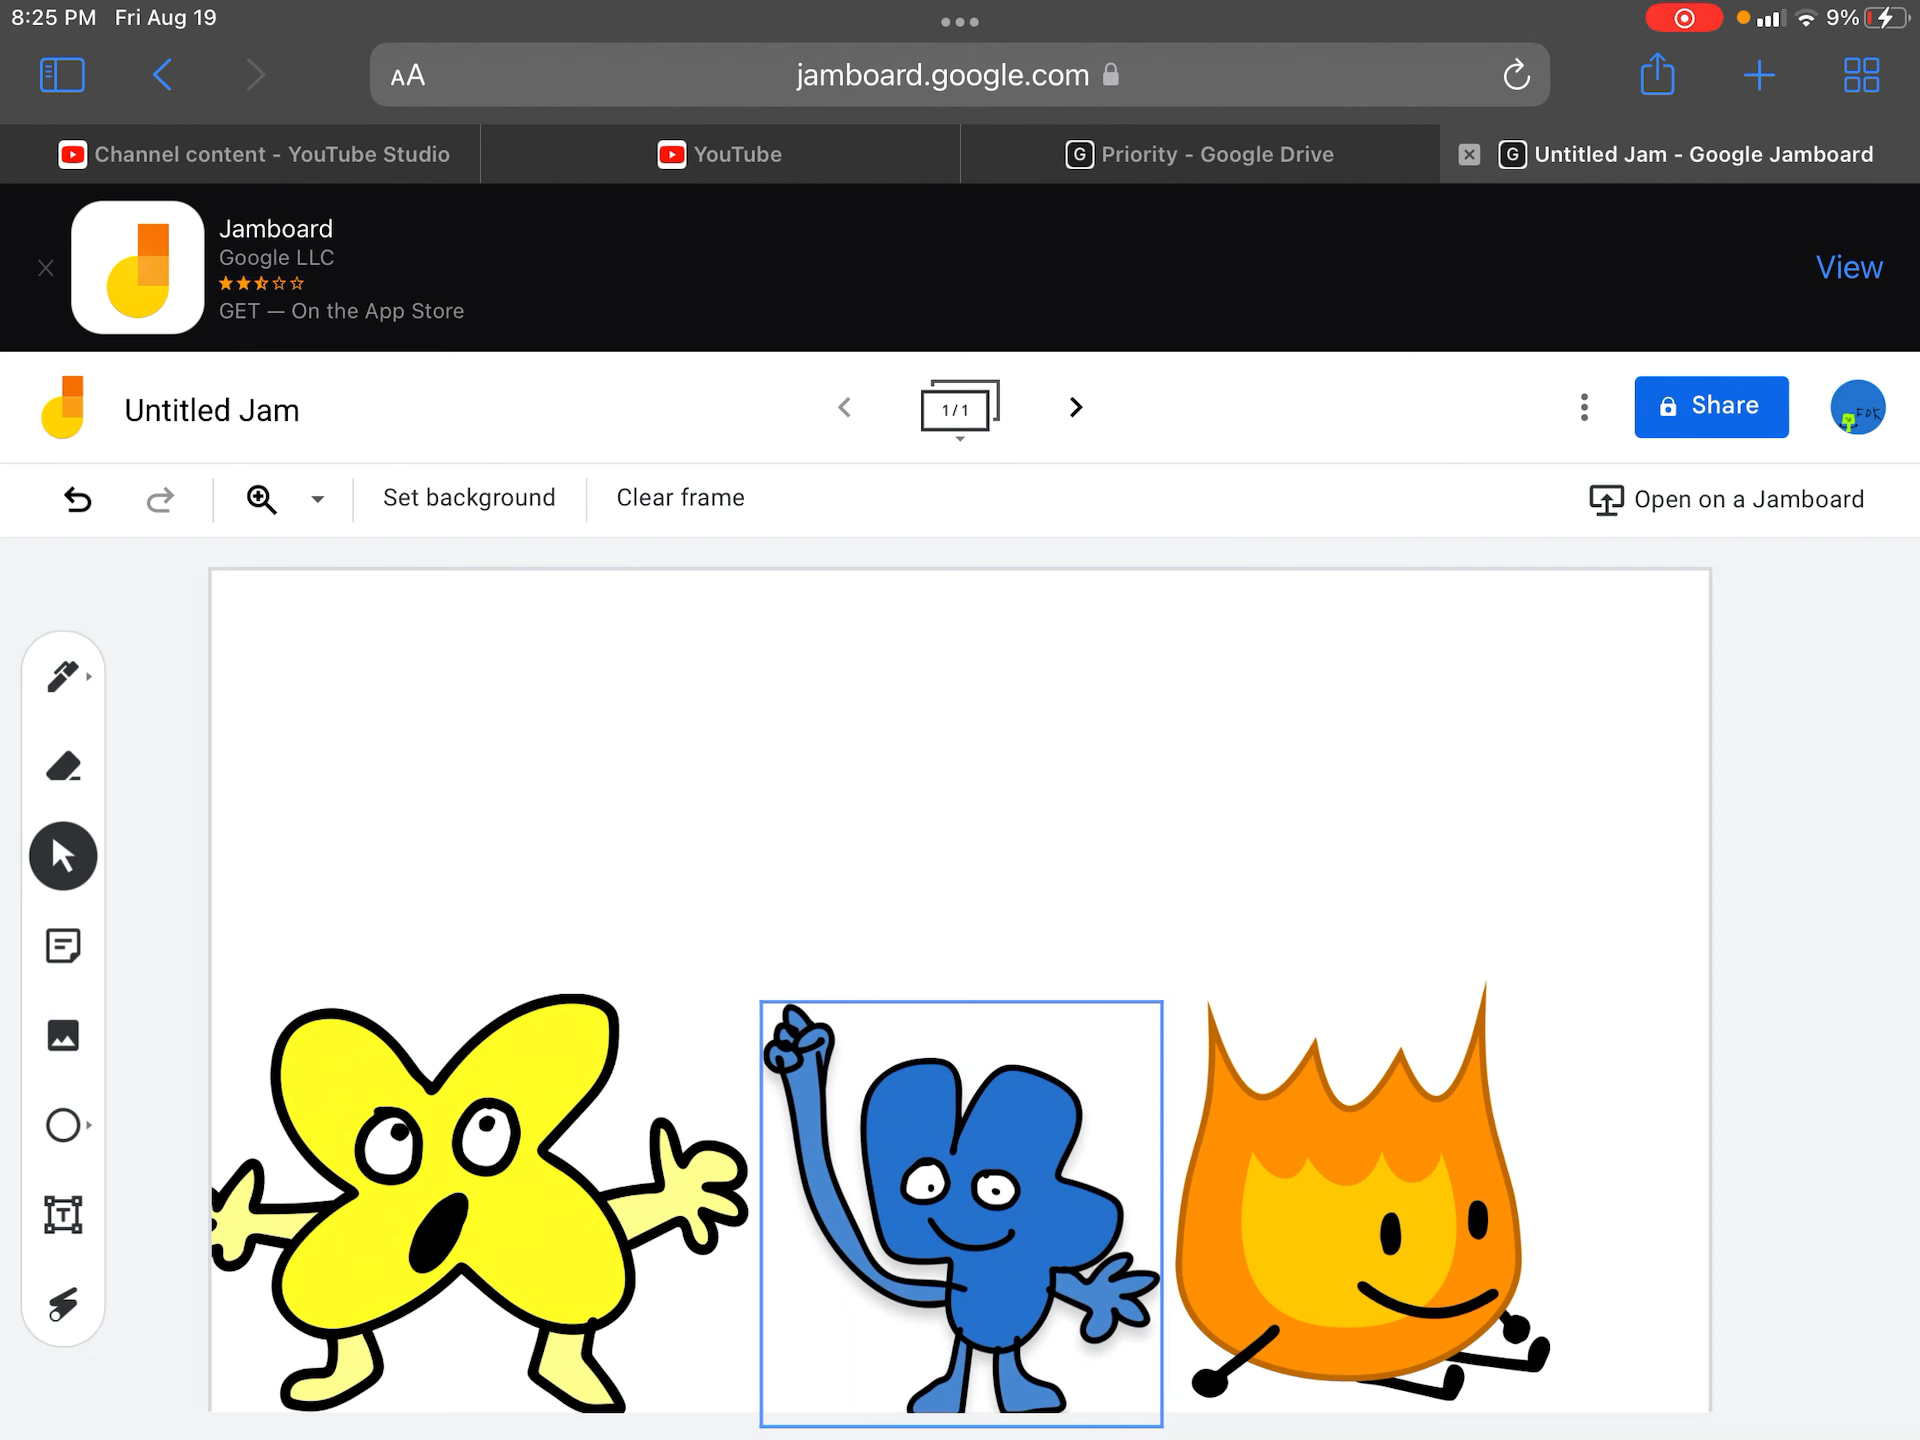 8:25 PM Fri Aug 19
9%
AA jamboard.google.com
Channel content - YouTube Studio
YouTube
G Priority - Google Drive
G Untitled Jam - Google Jamboard
Jamboard
Google LLC
GET — On the App Store
View
Untitled Jam
1/1
Share
FDK
Set background
Clear frame
Open on a Jamboard
T